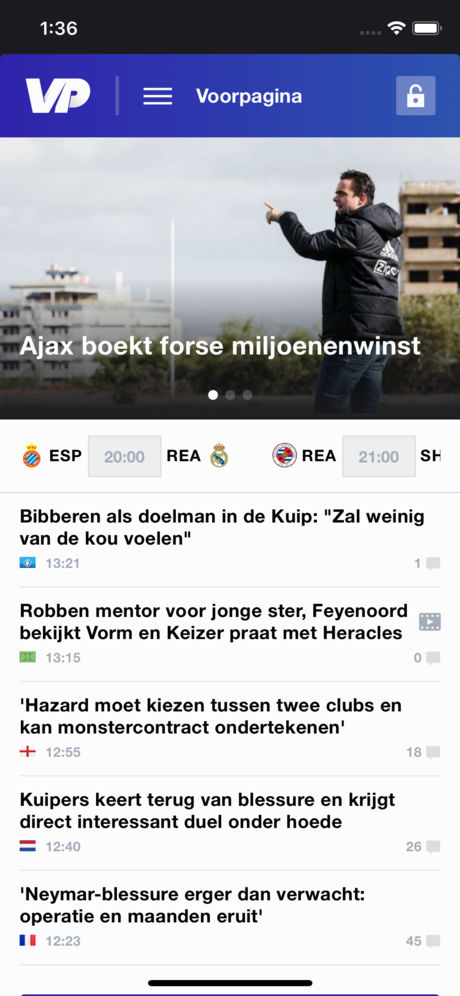 1:36
VP
Voorpagina
Ajax boekt forse miljoenenwinst
ESP 20:00 REA
REA 21:00 SH
Bibberen als doelman in de Kuip: "Zal weinig
van de kou voelen"
13:21 1
Robben mentor voor jonge ster, Feyenoord
bekijkt Vorm en Keizer praat met Heracles
13:15 0
'Hazard moet kiezen tussen twee clubs en
kan monstercontract ondertekenen'
12:55 18
Kuipers keert terug van blessure en krijgt
direct interessant duel onder hoede
12:40 26
'Neymar-blessure erger dan verwacht:
operatie en maanden eruit'
12:23 45